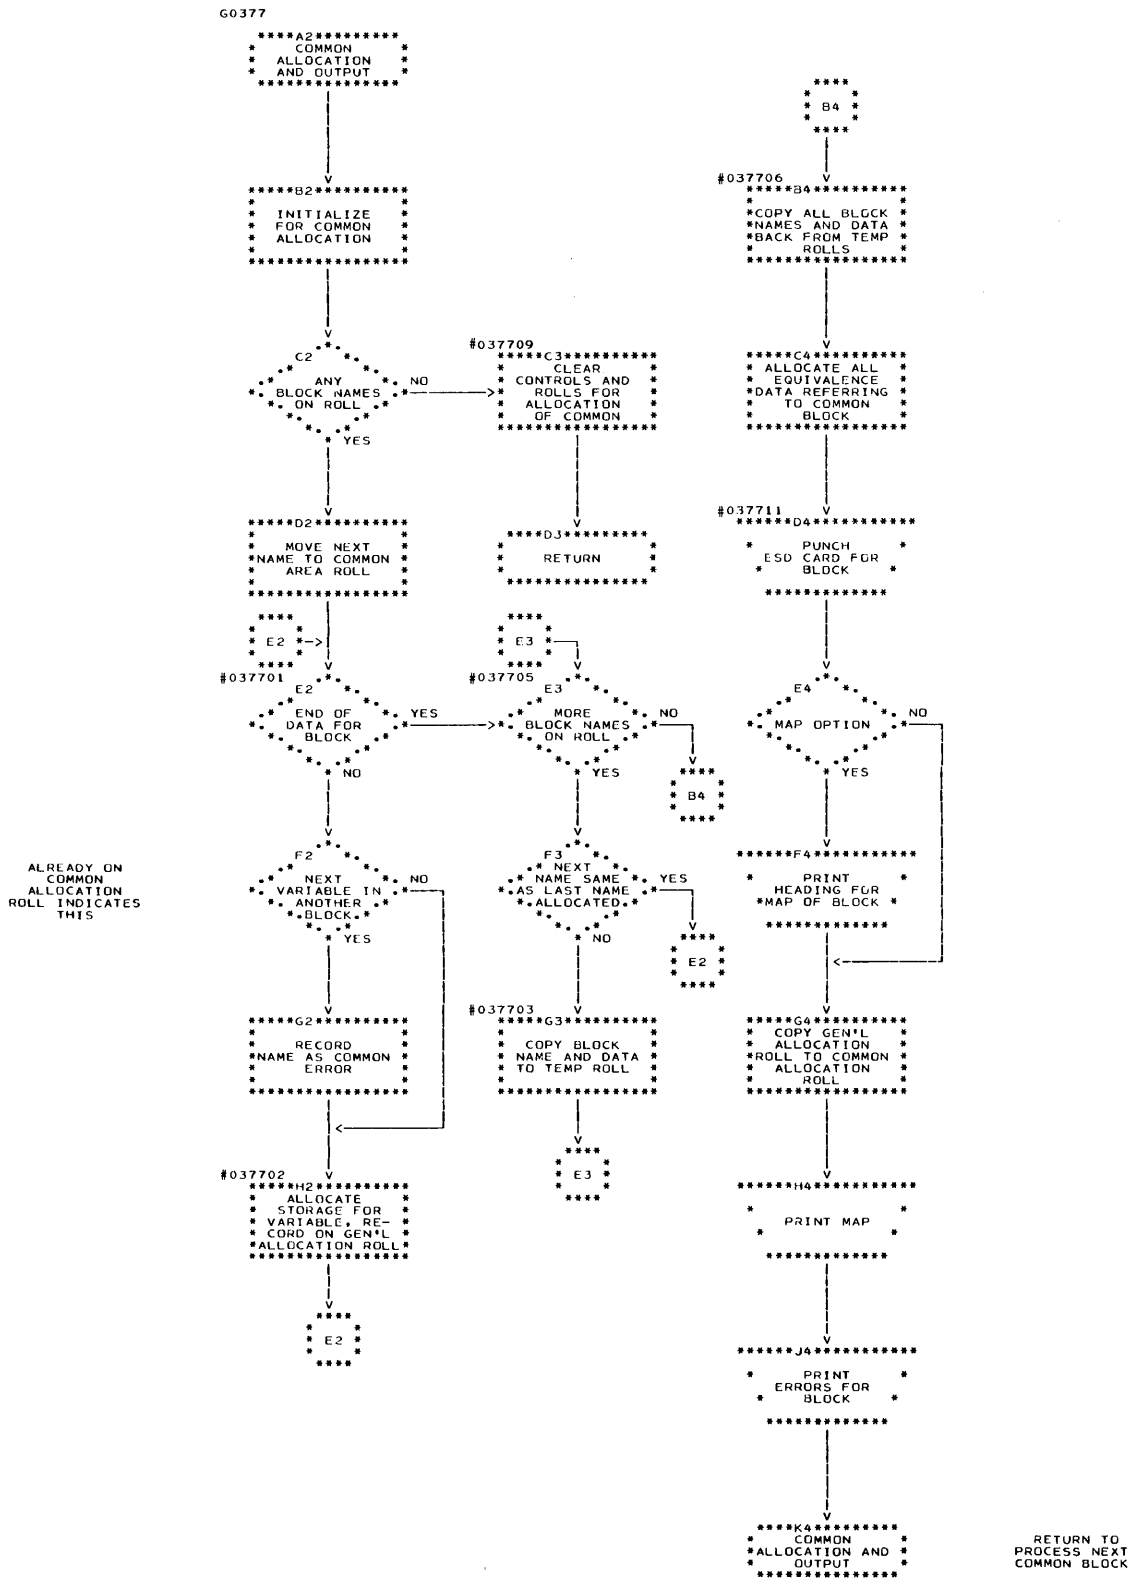 G0377
A2
COMMON
ALLOCATION
AND OUTPUT
B4
B2
INITIALIZE
FOR COMMON
ALLOCATION
#037706
B4
COPY ALL BLOCK
NAMES AND DATA
BACK FROM TEMP
ROLLS
C2
ANY
BLOCK NAMES
ON ROLL
NO
YES
#037709
C3
CLEAR
CONTROLS AND
ROLLS FOR
ALLOCATION
OF COMMON
C4
ALLOCATE ALL
EQUIVALENCE
DATA REFERRING
TO COMMON
BLOCK
D2
MOVE NEXT
NAME TO COMMON
AREA ROLL
D3
RETURN
#037711
D4
PUNCH
ESD CARD FOR
BLOCK
E2
E3
#037701
E2
END OF
DATA FOR
BLOCK
YES
NO
#037705
E3
MORE
BLOCK NAMES
ON ROLL
NO
YES
B4
E4
MAP OPTION
NO
YES
ALREADY ON
COMMON
ALLOCATION
ROLL INDICATES
THIS
F2
NEXT
VARIABLE IN
ANOTHER
BLOCK
NO
YES
F3
NEXT
NAME SAME
AS LAST NAME
ALLOCATED
YES
NO
E2
F4
PRINT
HEADING FOR
MAP OF BLOCK
G2
RECORD
NAME AS COMMON
ERROR
#037703
G3
COPY BLOCK
NAME AND DATA
TO TEMP ROLL
G4
COPY GEN'L
ALLOCATION
ROLL TO COMMON
ALLOCATION
ROLL
#037702
H2
ALLOCATE
STORAGE FOR
VARIABLE, RE-
CORD ON GEN'L
ALLOCATION ROLL
E3
H4
PRINT MAP
E2
J4
PRINT
ERRORS FOR
BLOCK
K4
COMMON
ALLOCATION AND
OUTPUT
RETURN TO
PROCESS NEXT
COMMON BLOCK